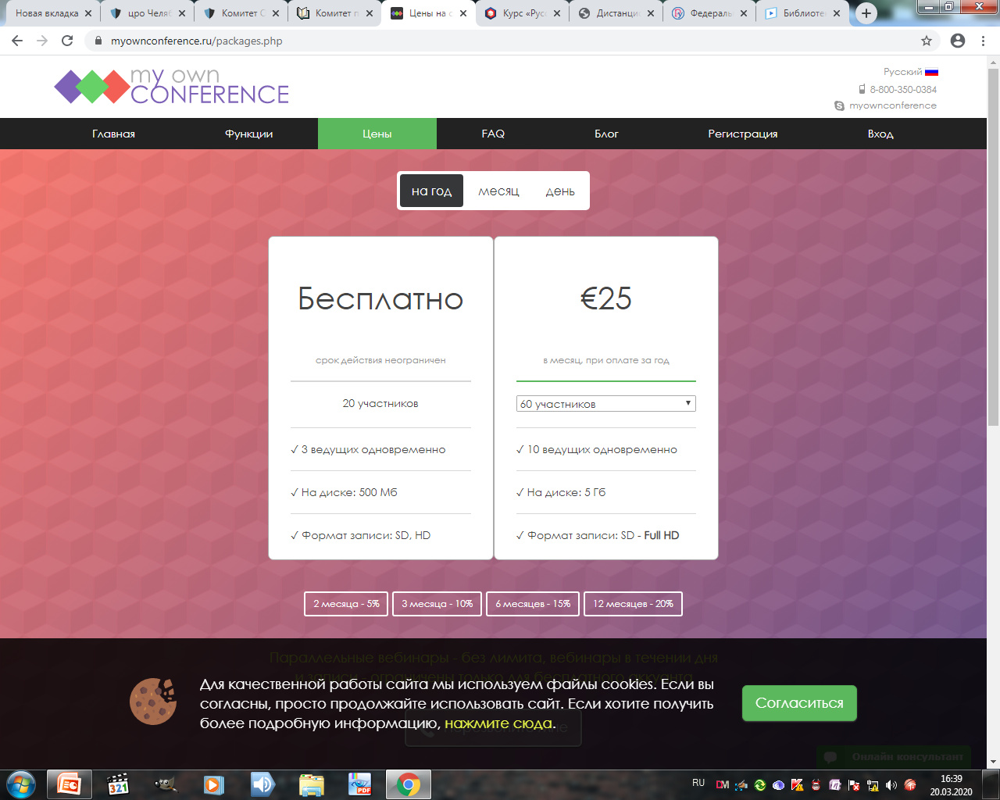 Новая вкладка
цро Челяб
Комитет С
Комитет п
Цены на с
Курс «Рус
Дистанци
Федераль
Библиотек
myownconference.ru/packages.php
my own
CONFERENCE
Русский
8-800-350-0384
myownconference
Главная
Функции
Цены
FAQ
Блог
Регистрация
Вход
на год
месяц
день
Бесплатно
срок действия неограничен
20 участников
✓ 3 ведущих одновременно
✓ На диске: 500 Мб
✓ Формат записи: SD, HD
€25
в месяц, при оплате за год
60 участников
✓ 10 ведущих одновременно
✓ На диске: 5 Гб
✓ Формат записи: SD - Full HD
2 месяца - 5%
3 месяца - 10%
6 месяцев - 15%
12 месяцев - 20%
Параллельные вебинары - без лимита, вебинары в течении дня
и записи - ограничены только для бесплатного аккуанта
Для качественной работы сайта мы используем файлы cookies. Если вы
согласны, просто продолжайте использовать сайт. Если хотите получить
более подробную информацию, нажмите сюда.
Согласиться
Онлайн консультант
RU
16:39
20.03.2020